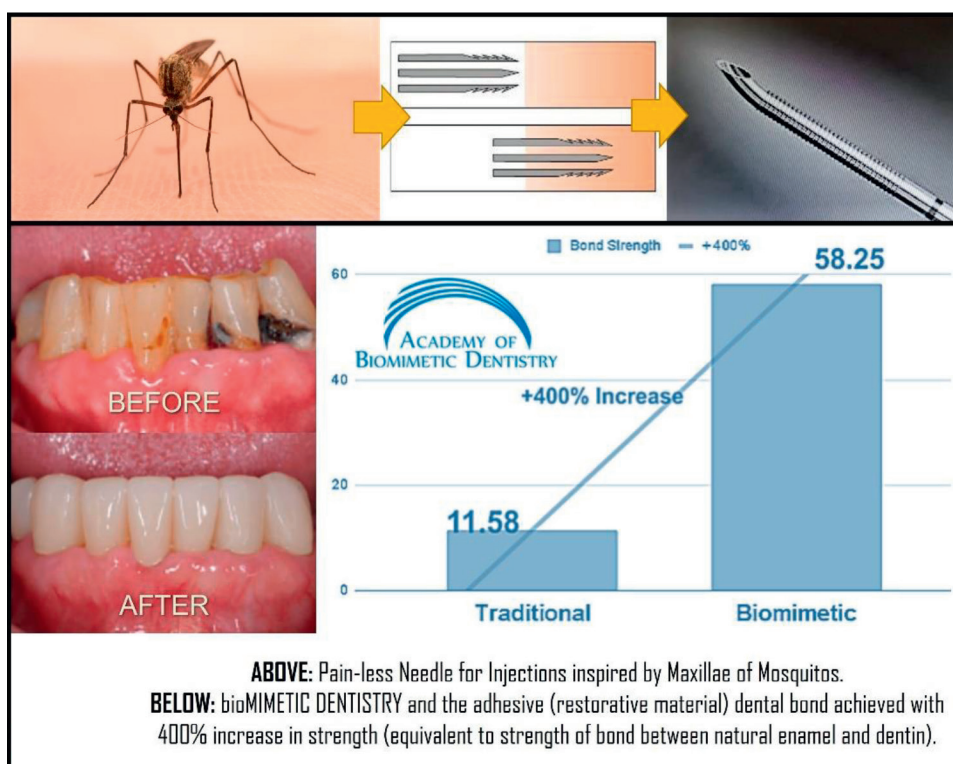 Bond Strength
+400%
60
58.25
ACADEMY OF
BIOMIMETIC DENTISTRY
40
+400% Increase
BEFORE
20
11.58
0
AFTER
Traditional
Biomimetic
ABOVE: Pain-less Needle for Injections inspired by Maxillae of Mosquitos.
BELOW: bioMIMETIC DENTISTRY and the adhesive (restorative material) dental bond achieved with
400% increase in strength (equivalent to strength of bond between natural enamel and dentin).